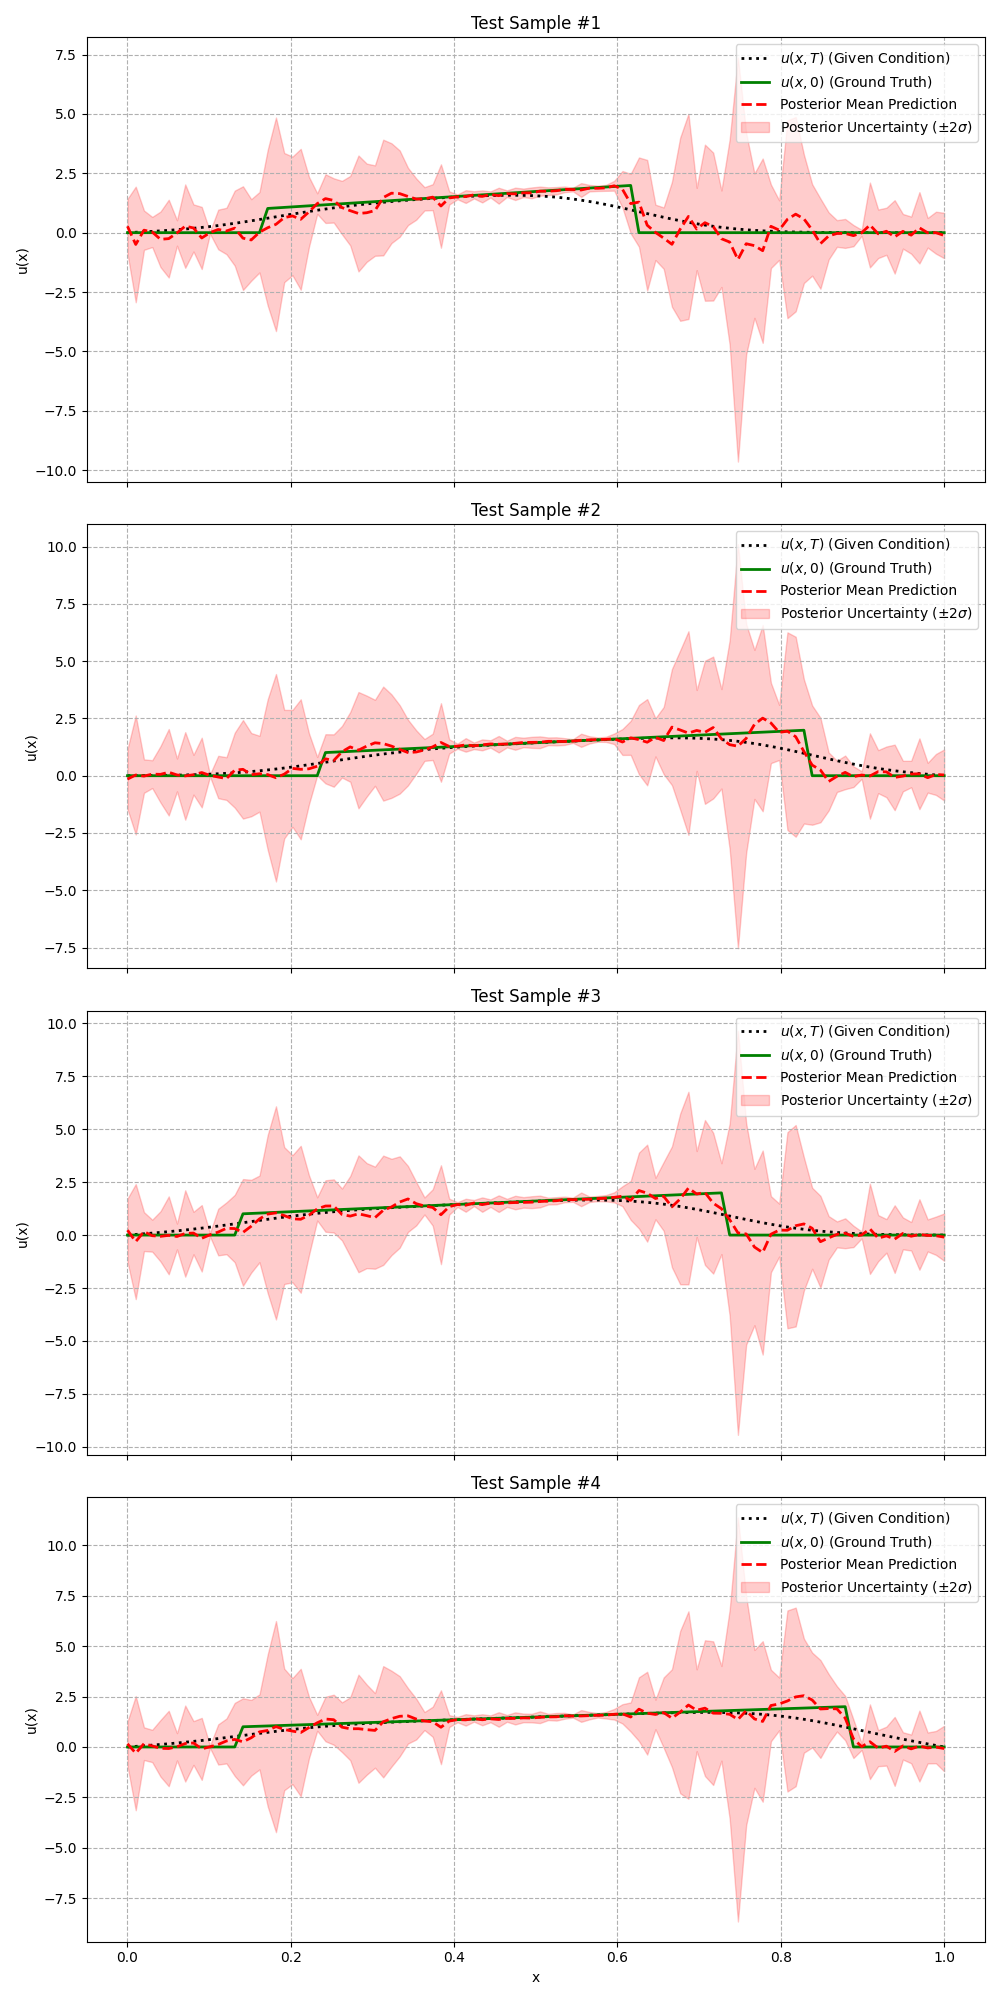 Test Sample #1
7.5
5.0
2.5
0.0
−2.5
−5.0
−7.5
−10.0
u(x)
u(x, T) (Given Condition)
u(x, 0) (Ground Truth)
Posterior Mean Prediction
Posterior Uncertainty (±2σ)
Test Sample #2
10.0
7.5
5.0
2.5
0.0
−2.5
−5.0
−7.5
u(x)
u(x, T) (Given Condition)
u(x, 0) (Ground Truth)
Posterior Mean Prediction
Posterior Uncertainty (±2σ)
Test Sample #3
10.0
7.5
5.0
2.5
0.0
−2.5
−5.0
−7.5
−10.0
u(x)
u(x, T) (Given Condition)
u(x, 0) (Ground Truth)
Posterior Mean Prediction
Posterior Uncertainty (±2σ)
Test Sample #4
10.0
7.5
5.0
2.5
0.0
−2.5
−5.0
−7.5
u(x)
u(x, T) (Given Condition)
u(x, 0) (Ground Truth)
Posterior Mean Prediction
Posterior Uncertainty (±2σ)
0.0 0.2 0.4 0.6 0.8 1.0
x